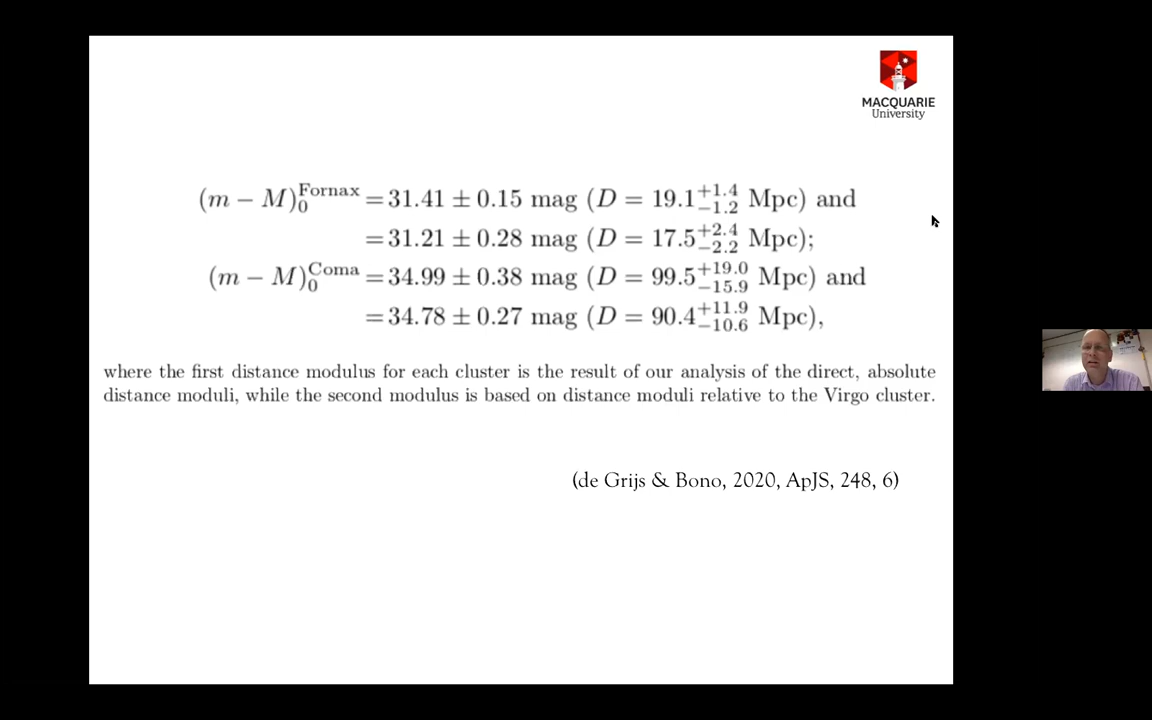 MACQUARIE
University
(m − M)₀^Fornax = 31.41 ± 0.15 mag (D = 19.1^{+1.4}_{−1.2} Mpc) and
= 31.21 ± 0.28 mag (D = 17.5^{+2.4}_{−2.2} Mpc);
(m − M)₀^Coma = 34.99 ± 0.38 mag (D = 99.5^{+19.0}_{−15.9} Mpc) and
= 34.78 ± 0.27 mag (D = 90.4^{+11.9}_{−10.6} Mpc),
where the first distance modulus for each cluster is the result of our analysis of the direct, absolute
distance moduli, while the second modulus is based on distance moduli relative to the Virgo cluster.
(de Grijs & Bono, 2020, ApJS, 248, 6)